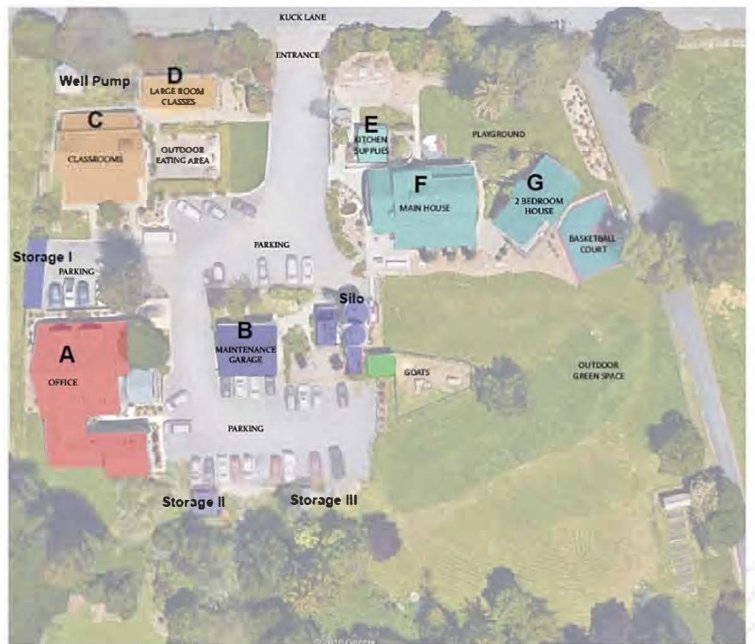 KUCK LANE
ENTRANCE
Well Pump
D
LARGE ROOM
CLASSES
C
CLASSROOMS
OUTDOOR
EATING AREA
E
KITCHEN
SUPPLIES
PLAYGROUND
F
MAIN HOUSE
G
2 BEDROOM
HOUSE
BASKETBALL
COURT
Storage I
PARKING
PARKING
Silo
A
OFFICE
B
MAINTENANCE
GARAGE
GOATS
OUTDOOR
GREEN SPACE
PARKING
Storage II
Storage III